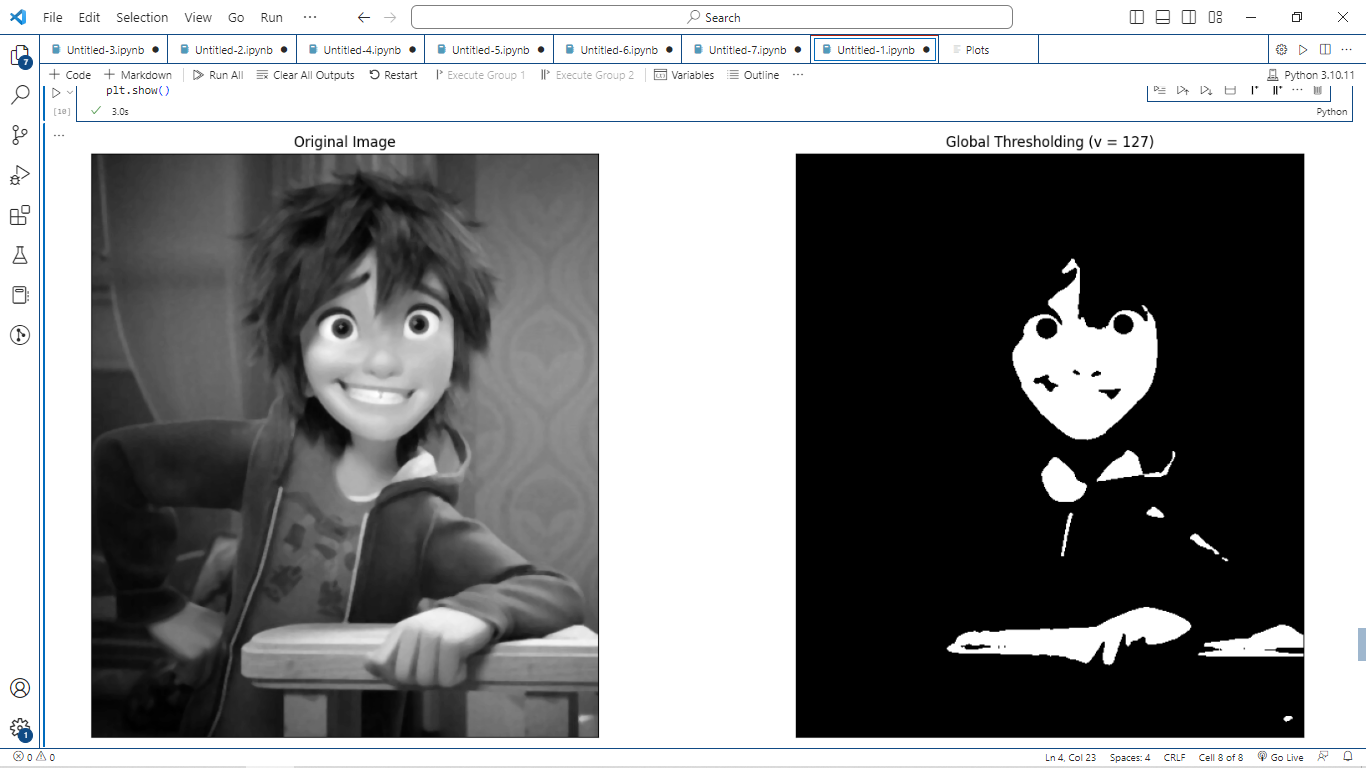 File Edit Selection View Go Run ··· Search
7
Untitled-3.ipynb Untitled-2.ipynb Untitled-4.ipynb Untitled-5.ipynb Untitled-6.ipynb Untitled-7.ipynb Untitled-1.ipynb Plots
+ Code + Markdown Run All Clear All Outputs Restart Execute Group 1 Execute Group 2 Variables Outline ··· Python 3.10.11
plt.show()
[10] 3.0s Python
Original Image
Global Thresholding (v = 127)
1
0 0 Ln 4, Col 23 Spaces: 4 CRLF Cell 8 of 8 Go Live